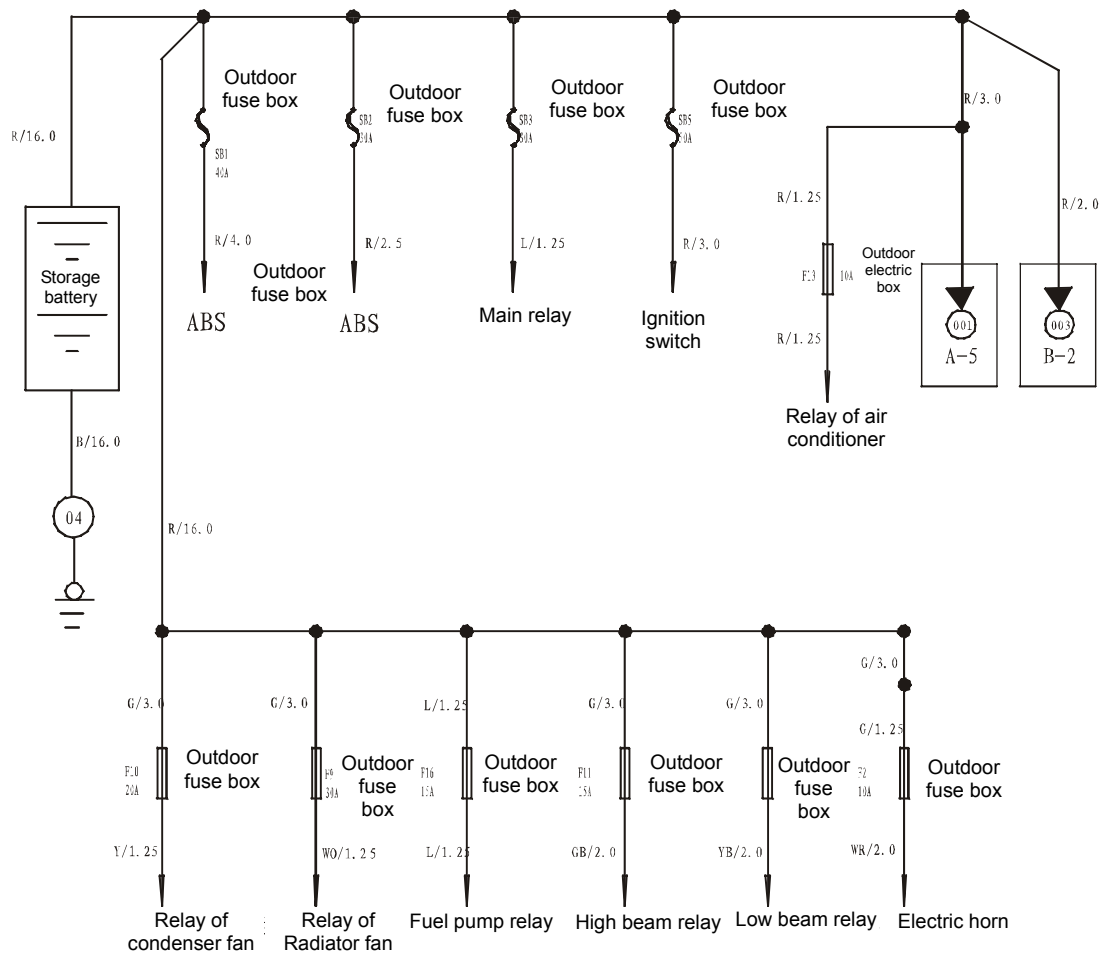 Outdoor
fuse box
Outdoor
fuse box
Outdoor
fuse box
Outdoor
fuse box
R/3.0
R/16.0
SB1
40A
SB2
SB3
SB5
R/1.25
R/2.0
Storage
battery
R/4.0
Outdoor
fuse box
R/2.5
L/1.25
R/3.0
F13
10A
Outdoor
electric
box
ABS
ABS
Main relay
Ignition
switch
R/1.25
001
A-5
003
B-2
Relay of air
conditioner
B/16.0
04
R/16.0
G/3.0
G/3.0
L/1.25
G/3.0
G/3.0
G/3.0
G/1.25
F10
20A
Outdoor
fuse box
30A
Outdoor
fuse
box
F16
15A
Outdoor
fuse box
F11
Outdoor
fuse box
Outdoor
fuse
box
F2
10A
Outdoor
fuse box
Y/1.25
WO/1.25
L/1.25
GB/2.0
YB/2.0
WR/2.0
Relay of
condenser fan
Relay of
Radiator fan
Fuel pump relay
High beam relay
Low beam relay
Electric horn